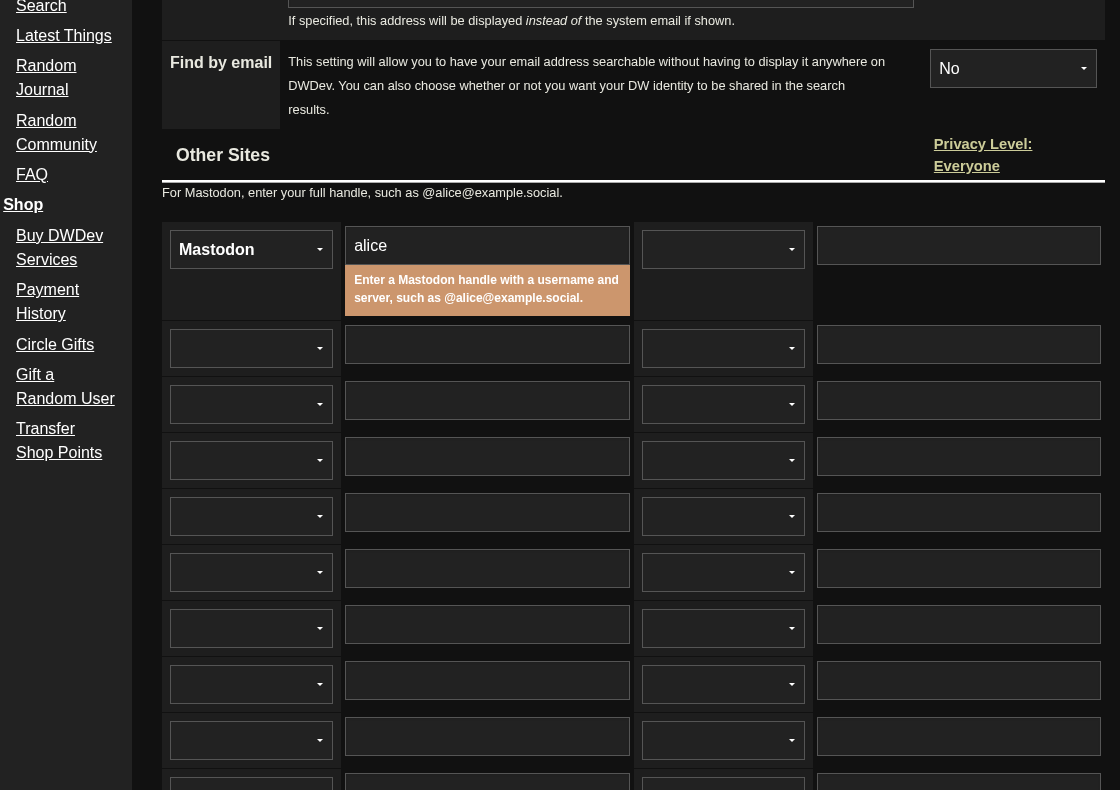 Search
Latest Things
Random
Journal
Random
Community
FAQ
Shop
Buy DWDev
Services
Payment
History
Circle Gifts
Gift a
Random User
Transfer
Shop Points
If specified, this address will be displayed instead of the system email if shown.
Find by email
This setting will allow you to have your email address searchable without having to display it anywhere on
DWDev. You can also choose whether or not you want your DW identity to be shared in the search
results.
No
Other Sites
Privacy Level:
Everyone
For Mastodon, enter your full handle, such as @alice@example.social.
Mastodon
alice
Enter a Mastodon handle with a username and
server, such as @alice@example.social.